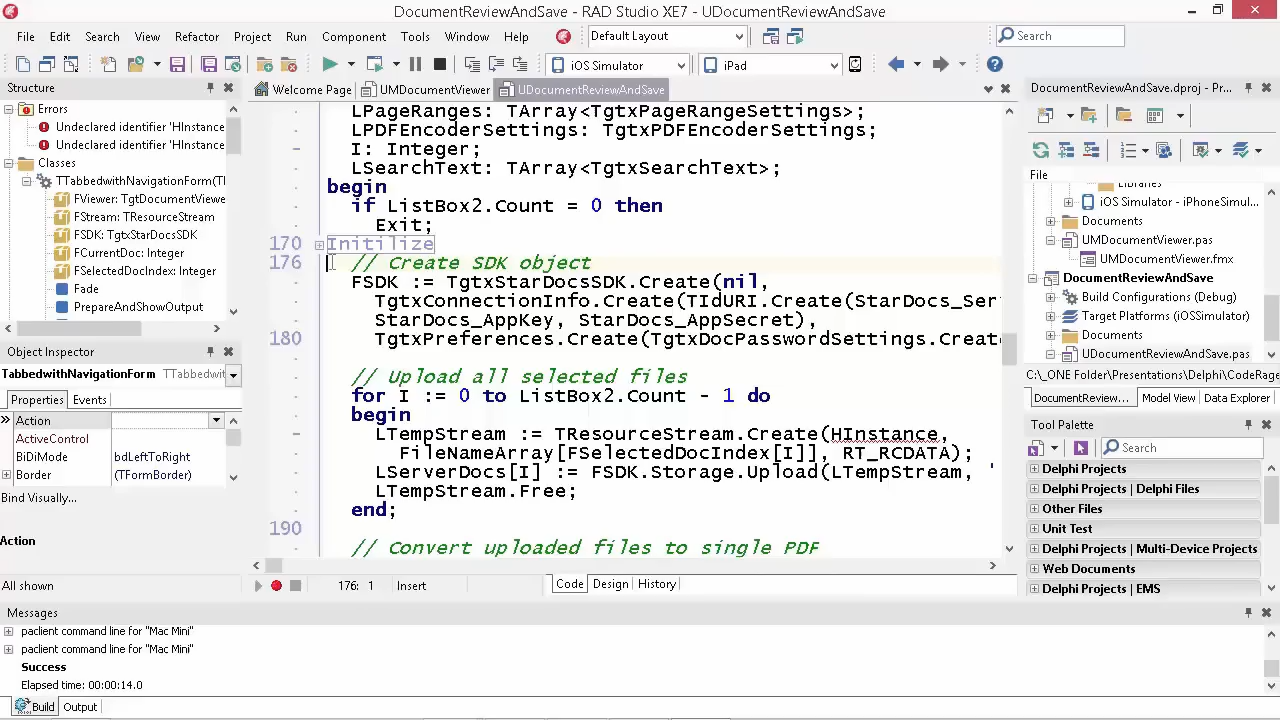 DocumentReviewAndSave - RAD Studio XE7 - UDocumentReviewAndSave
File Edit Search View Refactor Project Run Component Tools Window Help
Default Layout
Search
iOS Simulator
iPad
Structure
Welcome Page
UMDocumentViewer
UDocumentReviewAndSave
DocumentReviewAndSave.dproj - Pr...
Errors
Undeclared identifier 'HInstance
Undeclared identifier 'HInstance
Classes
TTabbedwithNavigationForm(TI
FViewer: TgtDocumentViewe
FStream: TResourceStream
FSDK: TgtxStarDocsSDK
FCurrentDoc: Integer
FSelectedDocIndex: Integer
Fade
PrepareAndShowOutput
LPageRanges: TArray<TgtxPageRangeSettings>;
LPDFEncoderSettings: TgtxPDFEncoderSettings;
I: Integer;
LSearchText: TArray<TgtxSearchText>;
begin
if ListBox2.Count = 0 then
Exit;
170 Initilize
176 // Create SDK object
FSDK := TgtxStarDocsSDK.Create(nil,
TgtxConnectionInfo.Create(TIdURI.Create(StarDocs_Ser
StarDocs_AppKey, StarDocs_AppSecret),
180 TgtxPreferences.Create(TgtxDocPasswordSettings.Creat
// Upload all selected files
for I := 0 to ListBox2.Count - 1 do
begin
LTempStream := TResourceStream.Create(HInstance,
FileNameArray[FSelectedDocIndex[I]], RT_RCDATA);
LServerDocs[I] := FSDK.Storage.Upload(LTempStream, '
LTempStream.Free;
end;
190
// Convert uploaded files to single PDF
File
Libraries
iOS Simulator - iPhoneSimul...
Documents
UMDocumentViewer.pas
UMDocumentViewer.fmx
DocumentReviewAndSave
Build Configurations (Debug)
Target Platforms (iOSSimulator)
Documents
UDocumentReviewAndSave.pas
C:\_ONE Folder\Presentations\Delphi\CodeRage
DocumentRevew...
Model View
Data Explorer
Object Inspector
TabbedwithNavigationForm TTabbedwit
Properties
Events
Action
ActiveControl
BiDiMode bdLeftToRight
Border (TFormBorder)
Bind Visually...
Action
All shown
Tool Palette
Search
Delphi Projects
Delphi Projects | Delphi Files
Other Files
Unit Test
Delphi Projects | Multi-Device Projects
Web Documents
Delphi Projects | EMS
176: 1 Insert
Code Design History
Messages
paclient command line for "Mac Mini"
paclient command line for "Mac Mini"
Success
Elapsed time: 00:00:14.0
Build
Output